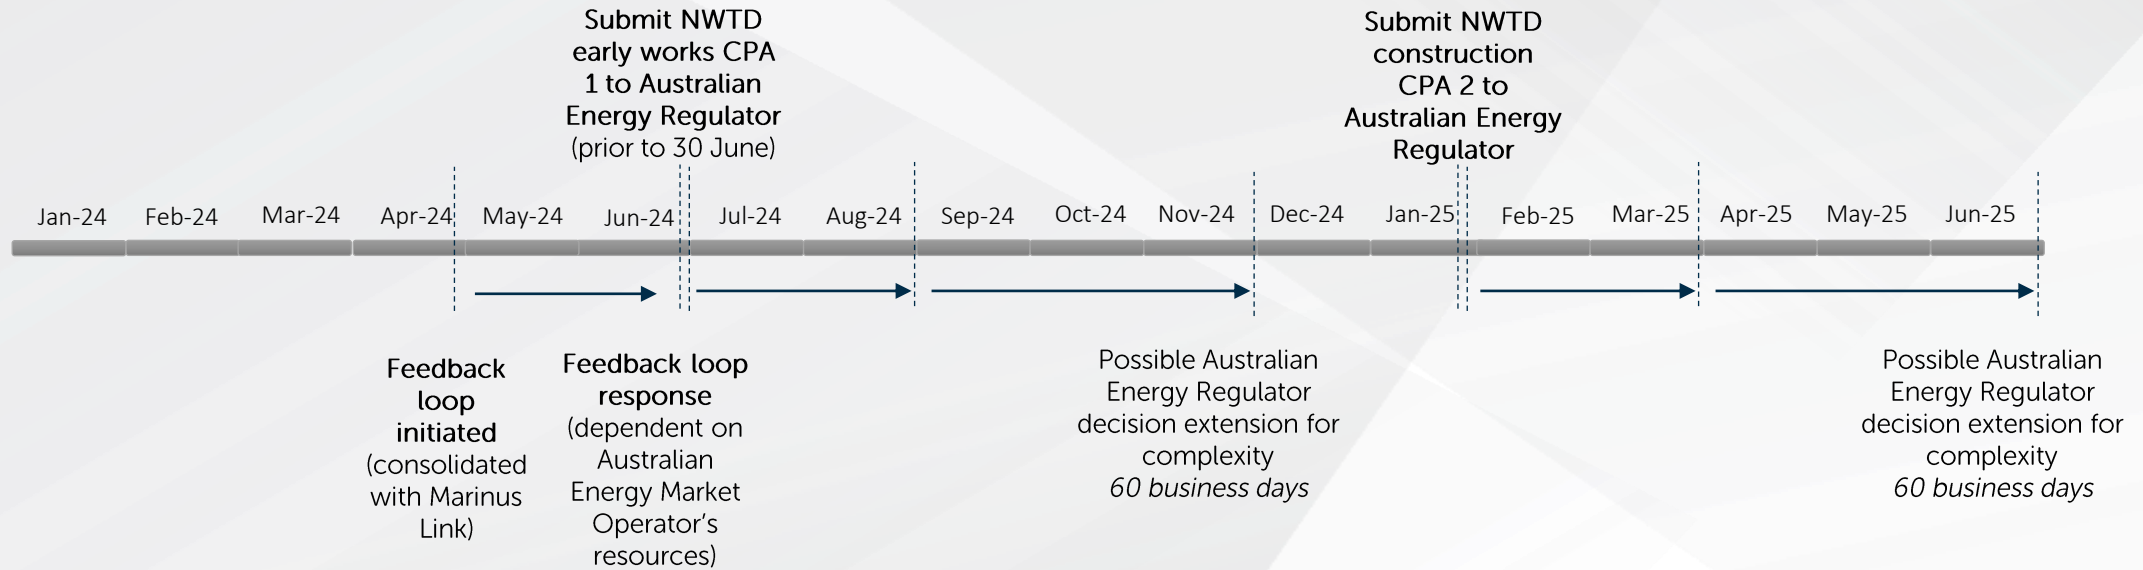 Submit NWTD
early works CPA
1 to Australian
Energy Regulator
(prior to 30 June)
Submit NWTD
construction
CPA 2 to
Australian Energy
Regulator
Jan-24
Feb-24
Mar-24
Apr-24
May-24
Jun-24
Jul-24
Aug-24
Sep-24
Oct-24
Nov-24
Dec-24
Jan-25
Feb-25
Mar-25
Apr-25
May-25
Jun-25
Feedback
loop
initiated
(consolidated
with Marinus
Link)
Feedback loop
response
(dependent on
Australian
Energy Market
Operator’s
resources)
Possible Australian
Energy Regulator
decision extension for
complexity
60 business days
Possible Australian
Energy Regulator
decision extension for
complexity
60 business days